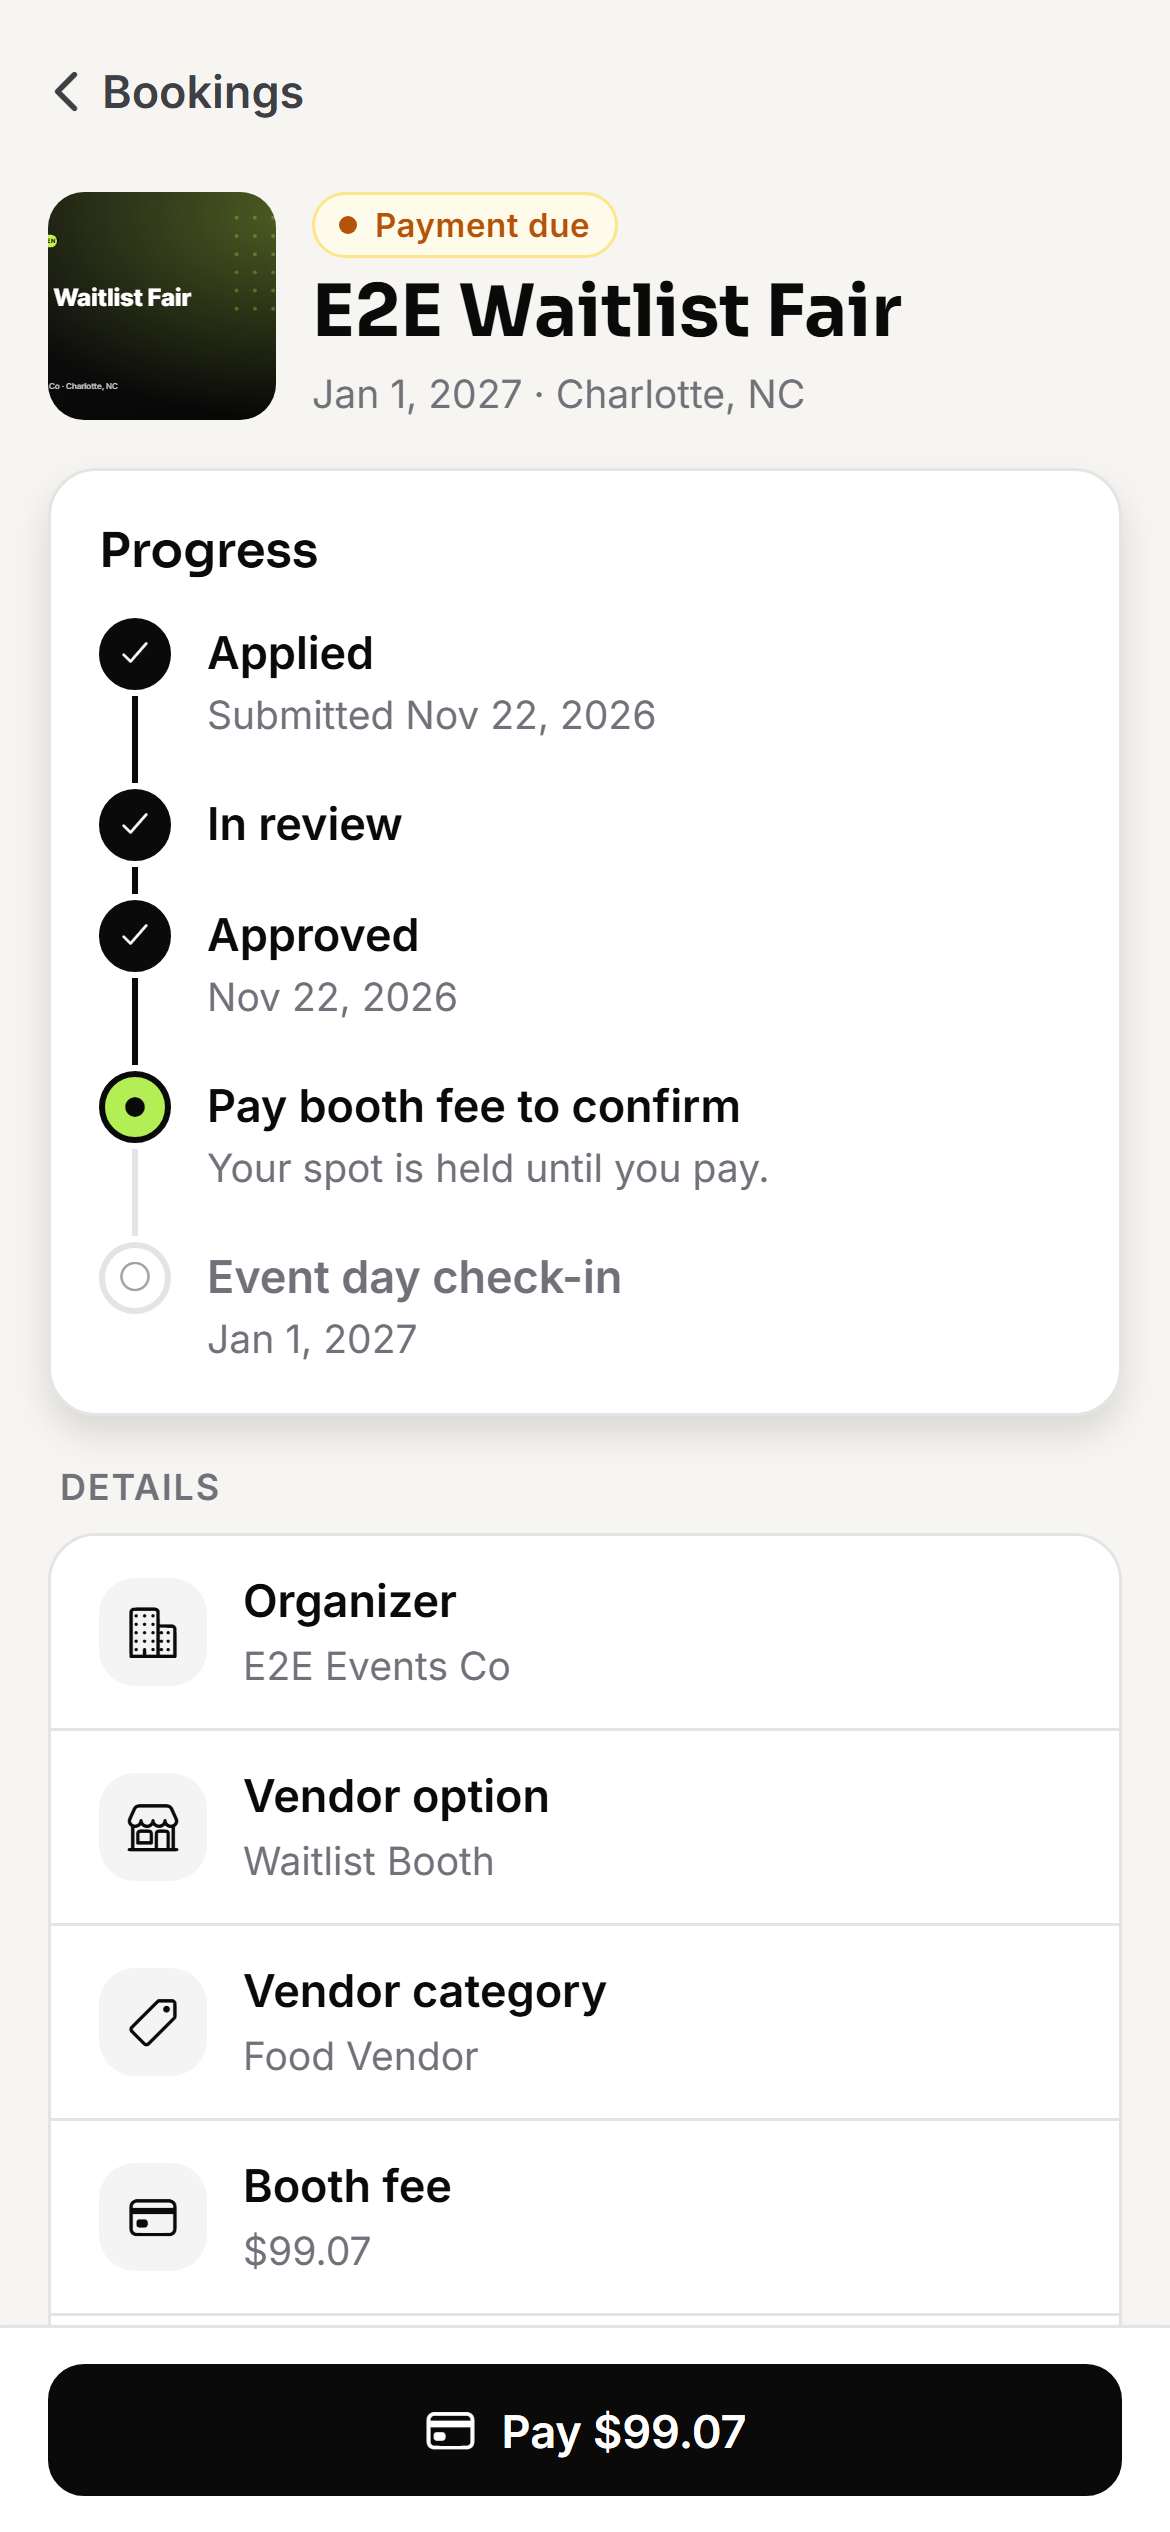 Bookings
EN
Waitlist Fair
Co · Charlotte, NC
Payment due
E2E Waitlist Fair
Jan 1, 2027 · Charlotte, NC
Progress
Applied
Submitted Nov 22, 2026
In review
Approved
Nov 22, 2026
Pay booth fee to confirm
Your spot is held until you pay.
Event day check-in
Jan 1, 2027
DETAILS
Organizer
E2E Events Co
Vendor option
Waitlist Booth
Vendor category
Food Vendor
Booth fee
$99.07
Pay $99.07